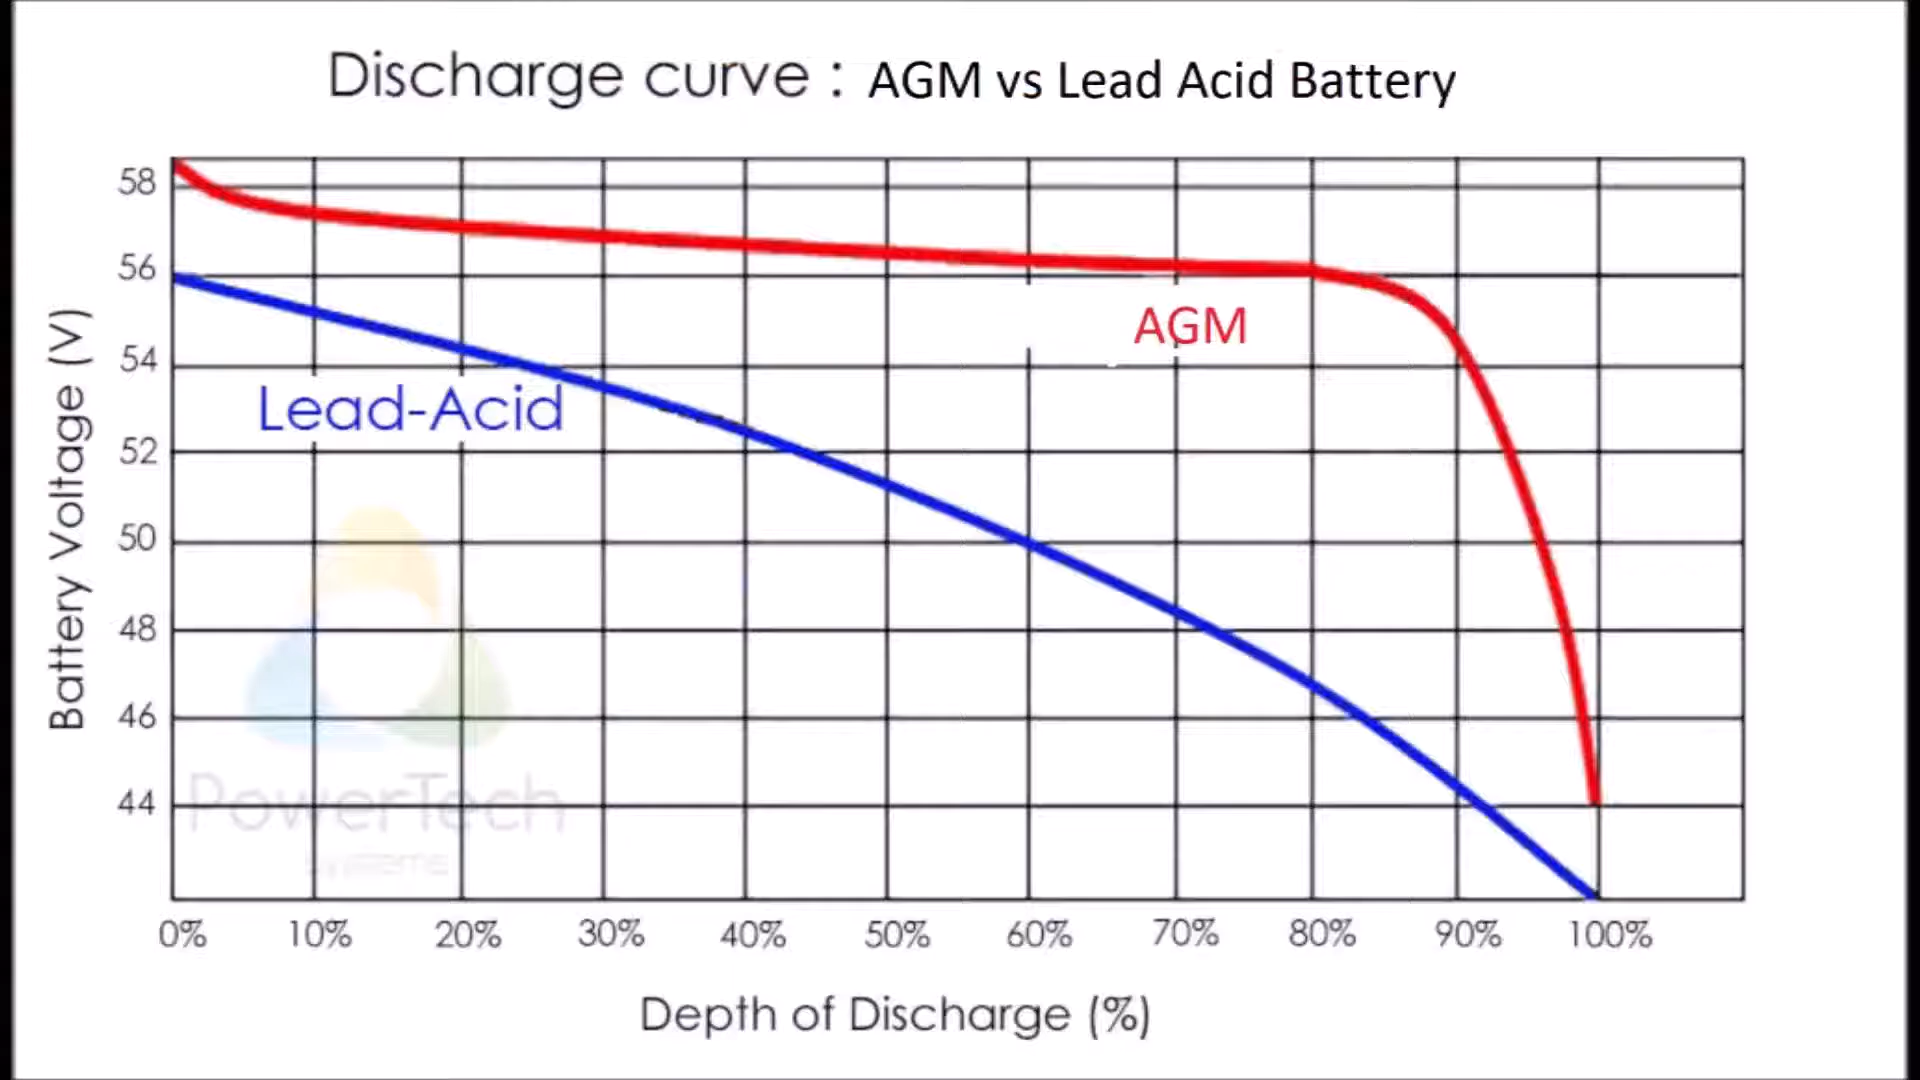 Discharge curve : AGM vs Lead Acid Battery
58
56
54
52
50
48
46
44
Battery Voltage (V)
AGM
Lead-Acid
PowerTech
systems
0% 10% 20% 30% 40% 50% 60% 70% 80% 90% 100%
Depth of Discharge (%)